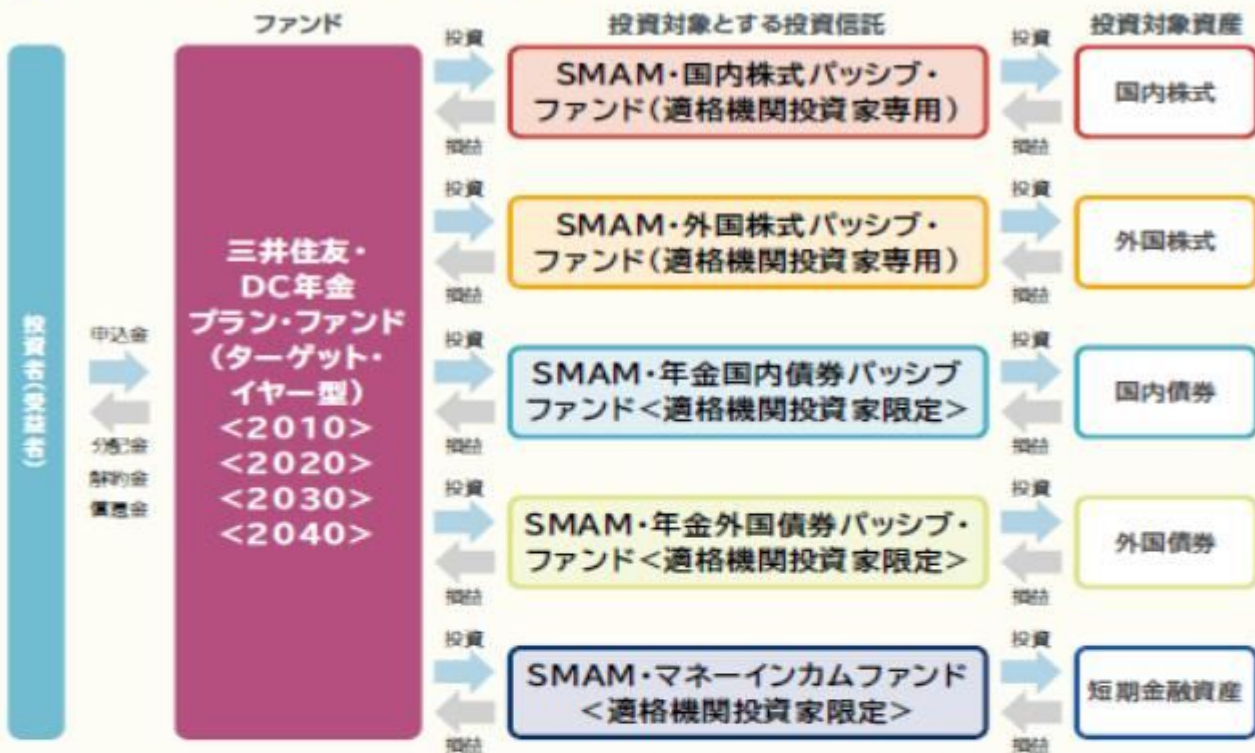 ファンド
投資対象とする投資信託
投資対象資産
投資者(受益者)
申込金
分配金
解約金
償還金
三井住友・
DC年金
プラン・ファンド
(ターゲット・
イヤー型)
<2010>
<2020>
<2030>
<2040>
投資
損益
SMAM・国内株式パッシブ・
ファンド(適格機関投資家専用)
投資
損益
国内株式
投資
損益
SMAM・外国株式パッシブ・
ファンド(適格機関投資家専用)
投資
損益
外国株式
投資
損益
SMAM・年金国内債券パッシブ
ファンド<適格機関投資家限定>
投資
損益
国内債券
投資
損益
SMAM・年金外国債券パッシブ・
ファンド<適格機関投資家限定>
投資
損益
外国債券
投資
損益
SMAM・マネーインカムファンド
<適格機関投資家限定>
投資
損益
短期金融資産